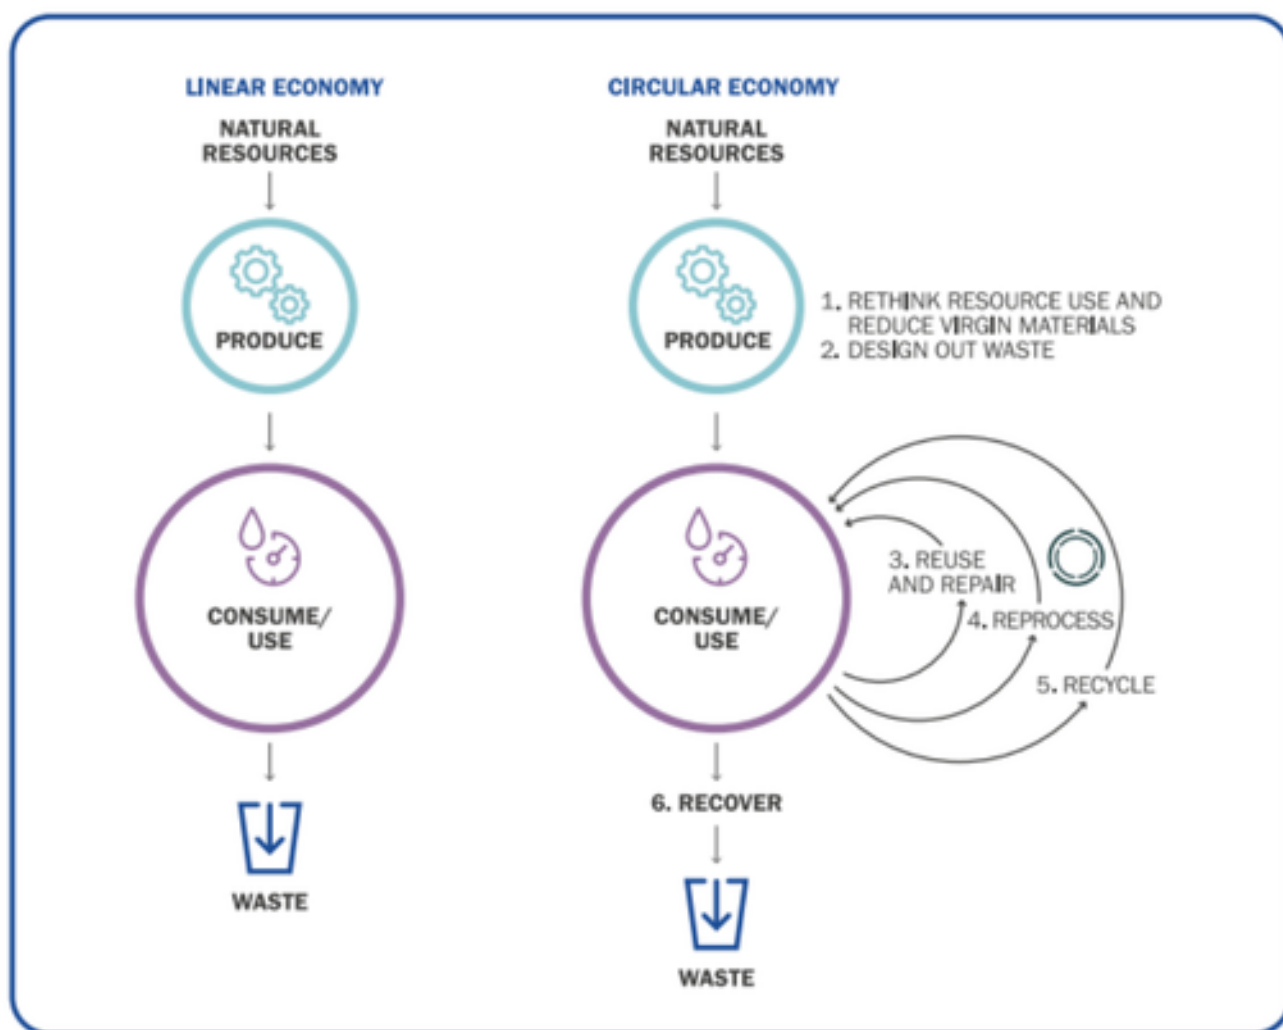 LINEAR ECONOMY
NATURAL
RESOURCES
PRODUCE
CONSUME/
USE
WASTE
CIRCULAR ECONOMY
NATURAL
RESOURCES
PRODUCE
1. RETHINK RESOURCE USE AND
REDUCE VIRGIN MATERIALS
2. DESIGN OUT WASTE
CONSUME/
USE
3. REUSE
AND REPAIR
4. REPROCESS
5. RECYCLE
6. RECOVER
WASTE